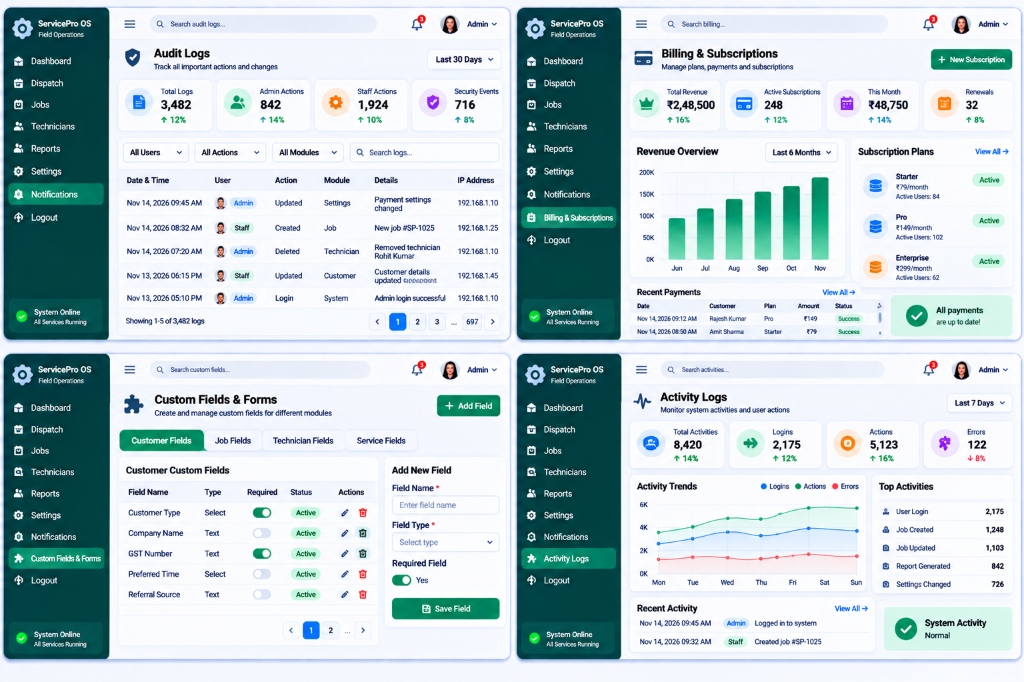 ServicePro OS
Field Operations
Dashboard
Dispatch
Jobs
Technicians
Reports
Settings
Notifications
Logout
System Online
All Services Running
Search audit logs...
3
Admin
Audit Logs
Track all important actions and changes
Last 30 Days
Total Logs
3,482
↑ 12%
Admin Actions
842
↑ 14%
Staff Actions
1,924
↑ 10%
Security Events
716
↑ 8%
All Users
All Actions
All Modules
Search logs...
Date & Time User Action Module Details IP Address
Nov 14, 2026 09:45 AM Admin Updated Settings Payment settings changed 192.168.1.10
Nov 14, 2026 08:32 AM Staff Created Job New job #SP-1025 192.168.1.25
Nov 14, 2026 07:20 AM Admin Deleted Technician Removed technician Rohit Kumar 192.168.1.10
Nov 13, 2026 06:15 PM Staff Updated Customer Customer details updated 192.168.1.45
Nov 13, 2026 05:10 PM Admin Login System Admin login successful 192.168.1.10
Showing 1-5 of 3,482 logs
< 1 2 3 ... 697 >
ServicePro OS
Field Operations
Dashboard
Dispatch
Jobs
Technicians
Reports
Settings
Notifications
Billing & Subscriptions
Logout
System Online
All Services Running
Search billing...
3
Admin
Billing & Subscriptions
Manage plans, payments and subscriptions
+ New Subscription
Total Revenue
₹2,48,500
↑ 16%
Active Subscriptions
248
↑ 12%
This Month
₹48,750
↑ 14%
Renewals
32
↑ 8%
Revenue Overview
Last 6 Months
200K
150K
100K
50K
0K
Jun Jul Aug Sep Oct Nov
Subscription Plans
View All →
Starter
₹79/month
Active Users: 84
Active
Pro
₹149/month
Active Users: 102
Active
Enterprise
₹299/month
Active Users: 62
Active
Recent Payments
View All →
Date Customer Plan Amount Status
Nov 14, 2026 09:12 AM Rajesh Kumar Pro ₹149 Success
Nov 14, 2026 08:50 AM Amit Sharma Starter ₹79 Success
All payments
are up to date!
ServicePro OS
Field Operations
Dashboard
Dispatch
Jobs
Technicians
Reports
Settings
Notifications
Custom Fields & Forms
Logout
System Online
All Services Running
Search custom fields...
3
Admin
Custom Fields & Forms
Create and manage custom fields for different modules
+ Add Field
Customer Fields
Job Fields
Technician Fields
Service Fields
Customer Custom Fields
Field Name Type Required Status Actions
Customer Type Select Active
Company Name Text Active
GST Number Text Active
Preferred Time Select Active
Referral Source Text Active
< 1 2 ... >
Add New Field
Field Name *
Enter field name
Field Type *
Select type
Required Field
Yes
Save Field
ServicePro OS
Field Operations
Dashboard
Dispatch
Jobs
Technicians
Reports
Settings
Notifications
Activity Logs
Logout
System Online
All Services Running
Search activities...
3
Admin
Activity Logs
Monitor system activities and user actions
Last 7 Days
Total Activities
8,420
↑ 14%
Logins
2,175
↑ 12%
Actions
5,123
↑ 16%
Errors
122
↓ 8%
Activity Trends
Logins Actions Errors
6K
4K
2K
0K
Mon Tue Wed Thu Fri Sat Sun
Top Activities
User Login 2,175
Job Created 1,248
Job Updated 1,103
Report Generated 842
Settings Changed 726
Recent Activity
View All →
Nov 14, 2026 09:45 AM Admin Logged in to system
Nov 14, 2026 09:32 AM Staff Created job #SP-1025
System Activity
Normal